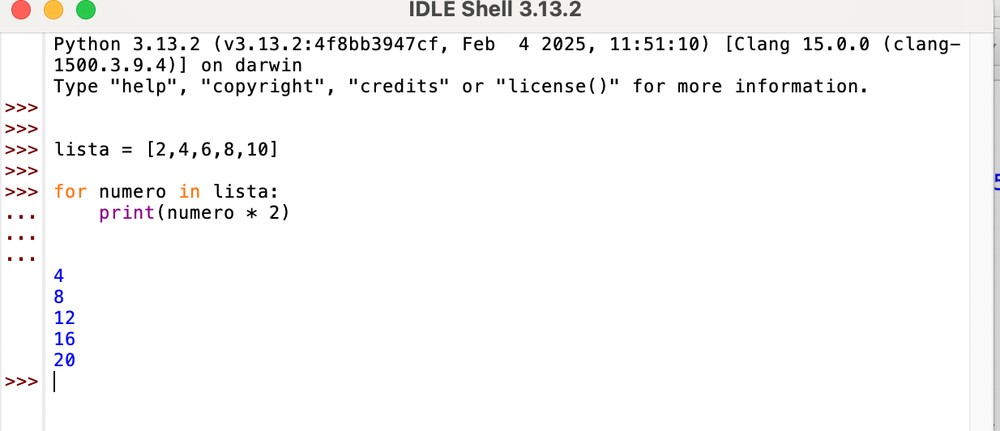 IDLE Shell 3.13.2
Python 3.13.2 (v3.13.2:4f8bb3947cf, Feb  4 2025, 11:51:10) [Clang 15.0.0 (clang-
1500.3.9.4)] on darwin
Type "help", "copyright", "credits" or "license()" for more information.
>>>
>>>
>>> lista = [2,4,6,8,10]
>>>
>>> for numero in lista:
...     print(numero * 2)
...
...
4
8
12
16
20
>>>